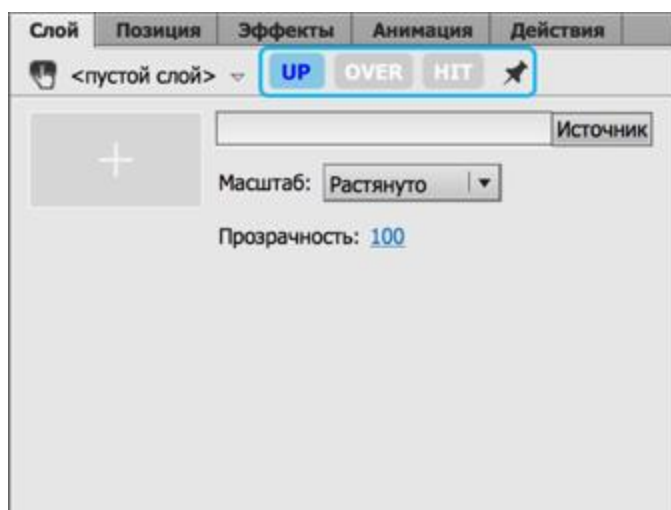 Слой Позиция Эффекты Анимация Действия
<пустой слой> UP OVER HIT
Источник
Масштаб: Растянуто
Прозрачность: 100